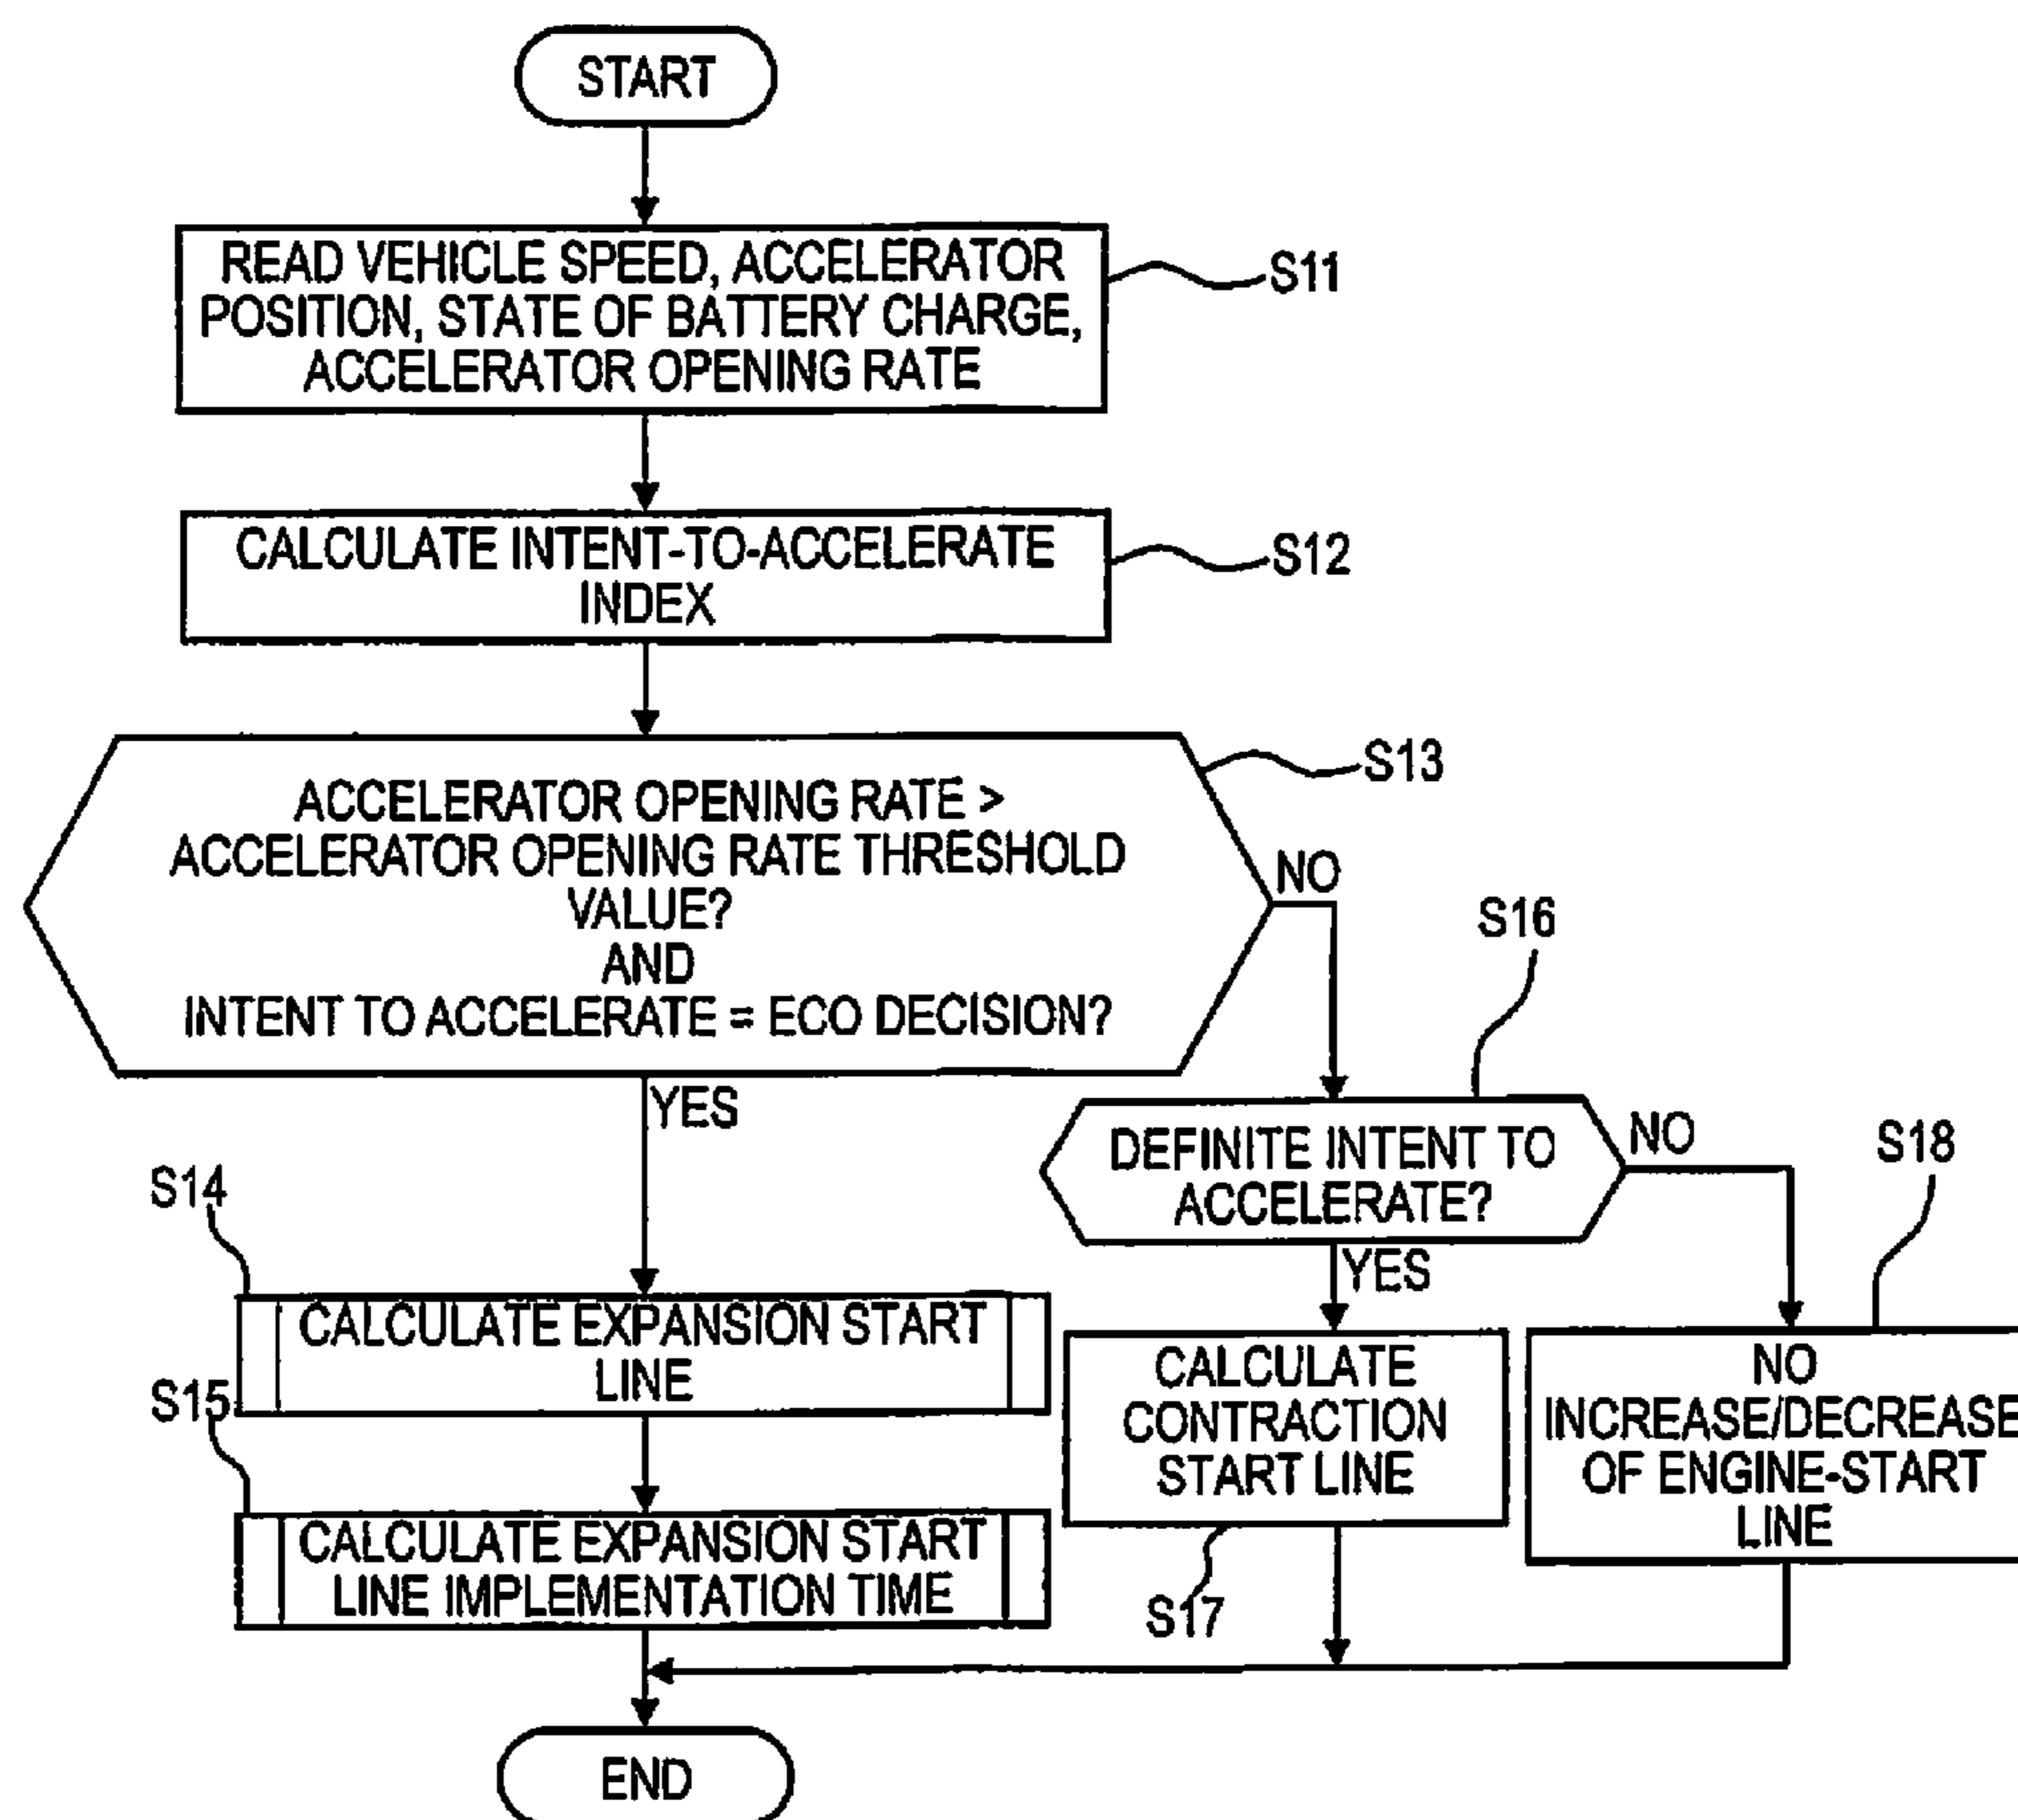 START
READ VEHICLE SPEED, ACCELERATOR
POSITION, STATE OF BATTERY CHARGE,
ACCELERATOR OPENING RATE
S11
CALCULATE INTENT-TO-ACCELERATE
INDEX
S12
ACCELERATOR OPENING RATE >
ACCELERATOR OPENING RATE THRESHOLD
VALUE?
AND
INTENT TO ACCELERATE = ECO DECISION?
S13
NO
YES
S16
DEFINITE INTENT TO
ACCELERATE?
NO
YES
S18
S14
CALCULATE EXPANSION START
LINE
S15
CALCULATE EXPANSION START
LINE IMPLEMENTATION TIME
CALCULATE
CONTRACTION
START LINE
S17
NO
INCREASE/DECREASE
OF ENGINE-START
LINE
END